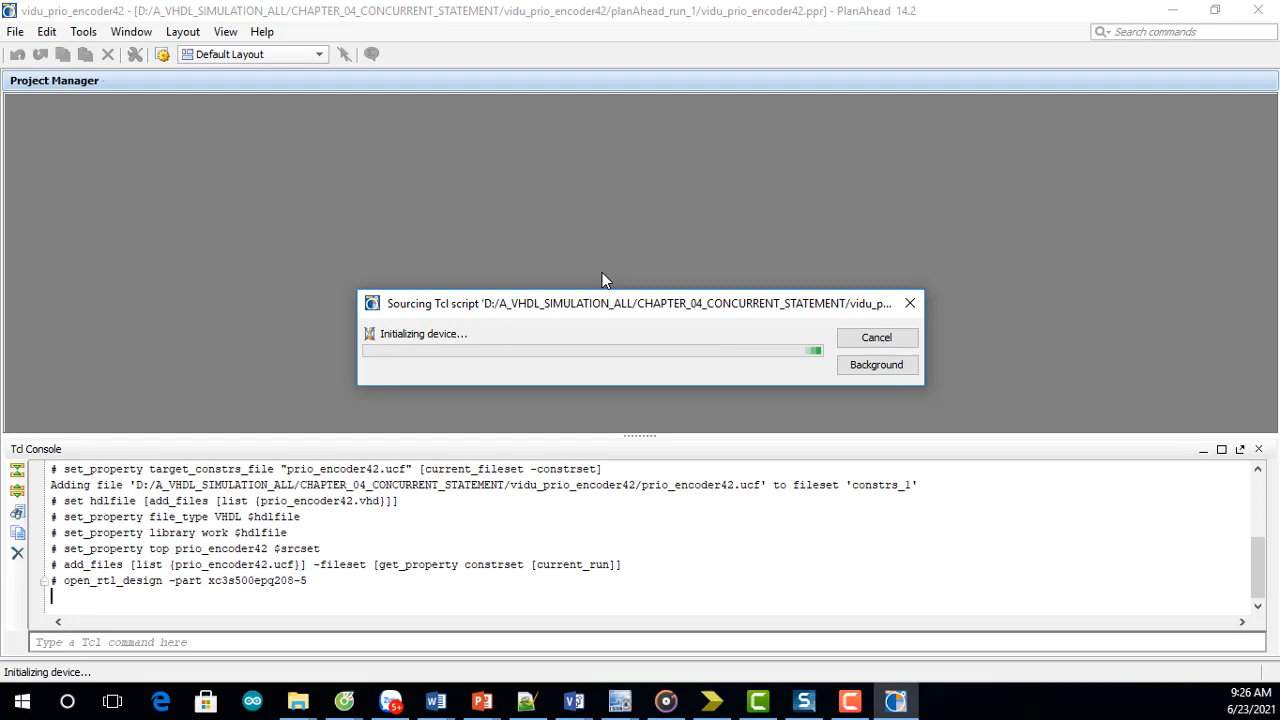 vidu_prio_encoder42 - [D:/A_VHDL_SIMULATION_ALL/CHAPTER_04_CONCURRENT_STATEMENT/vidu_prio_encoder42/planAhead_run_1/vidu_prio_encoder42.ppr] - PlanAhead 14.2
File Edit Tools Window Layout View Help
Search commands
Default Layout
Project Manager -
Sourcing Tcl script 'D:/A_VHDL_SIMULATION_ALL/CHAPTER_04_CONCURRENT_STATEMENT/vidu_p...
Initializing device...
Cancel
Background
Tcl Console
# set_property target_constrs_file "prio_encoder42.ucf" [current_fileset -constrset]
Adding file 'D:/A_VHDL_SIMULATION_ALL/CHAPTER_04_CONCURRENT_STATEMENT/vidu_prio_encoder42/prio_encoder42.ucf' to fileset 'constrs_1'
# set hdlfile [add_files [list {prio_encoder42.vhd}]]
# set_property file_type VHDL $hdlfile
# set_property library work $hdlfile
# set_property top prio_encoder42 $srcset
# add_files [list {prio_encoder42.ucf}] -fileset [get_property constrset [current_run]]
# open_rtl_design -part xc3s500epq208-5
Type a Tcl command here
Initializing device...
5+
9:26 AM
6/23/2021